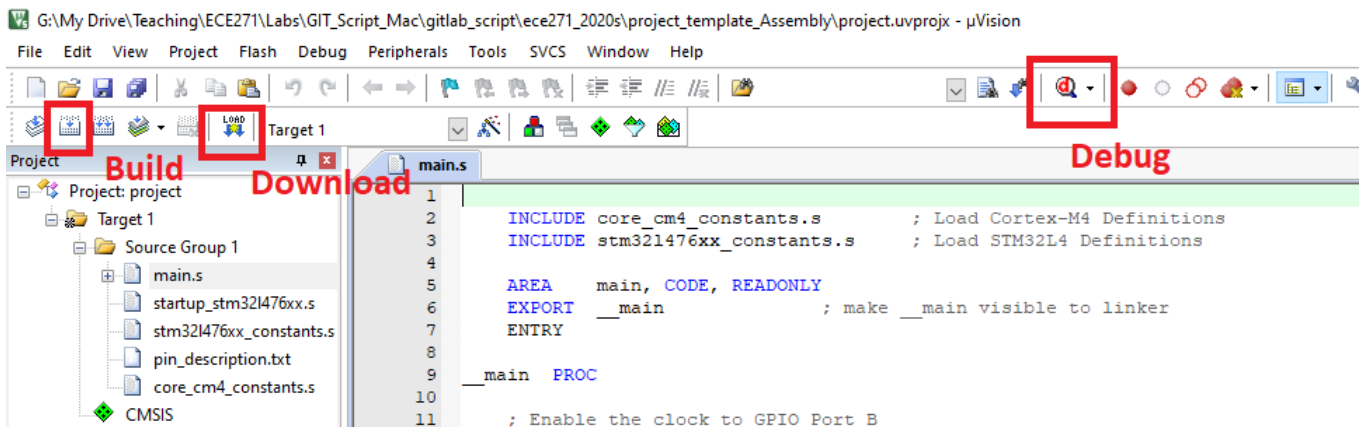 G:\My Drive\Teaching\ECE271\Labs\GIT_Script_Mac\gitlab_script\ece271_2020s\project_template_Assembly\project.uvprojx - µVision
File Edit View Project Flash Debug Peripherals Tools SVCS Window Help
LOAD
Target 1
Project
Build
Download
Debug
main.s
Project: project
Target 1
Source Group 1
main.s
startup_stm32l476xx.s
stm32l476xx_constants.s
pin_description.txt
core_cm4_constants.s
CMSIS
1
2 INCLUDE core_cm4_constants.s ; Load Cortex-M4 Definitions
3 INCLUDE stm32l476xx_constants.s ; Load STM32L4 Definitions
4
5 AREA main, CODE, READONLY
6 EXPORT __main ; make __main visible to linker
7 ENTRY
8
9 __main PROC
10
11 ; Enable the clock to GPIO Port B